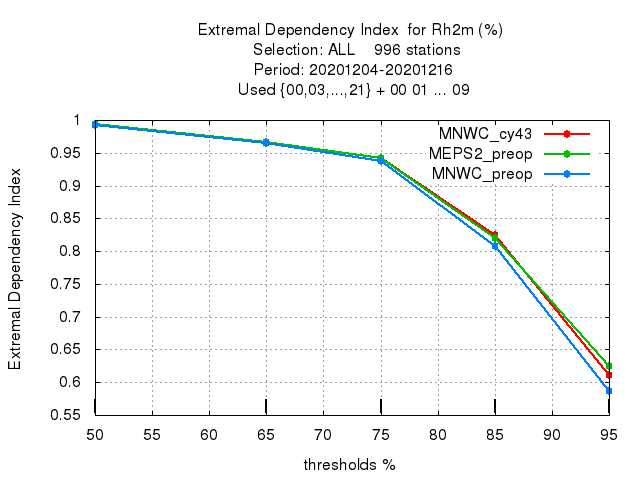 Extremal Dependency Index  for Rh2m (%)
Selection: ALL    996 stations
Period: 20201204-20201216
Used {00,03,...,21} + 00 01 ... 09
MNWC_cy43
MEPS2_preop
MNWC_preop
Extremal Dependency Index
1
0.95
0.9
0.85
0.8
0.75
0.7
0.65
0.6
0.55
50 55 60 65 70 75 80 85 90 95
thresholds %